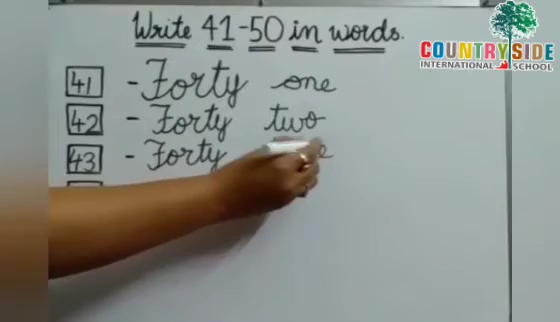 Write 41-50 in words.
COUNTRYSIDE
INTERNATIONAL SCHOOL
41 - Forty one
42 - Forty two
43 - Forty